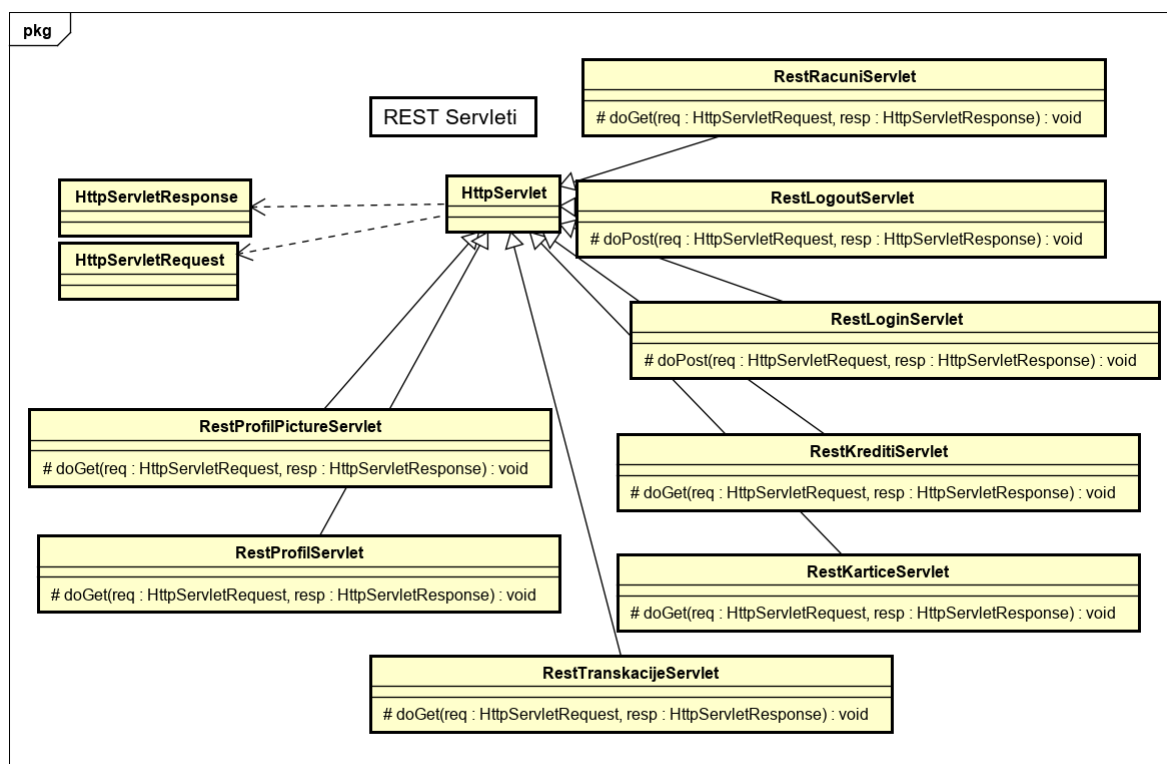 pkg
RestRacuniServlet
# doGet(req : HttpServletRequest, resp : HttpServletResponse) : void
REST Servleti
HttpServletResponse
HttpServlet
RestLogoutServlet
# doPost(req : HttpServletRequest, resp : HttpServletResponse) : void
HttpServletRequest
RestLoginServlet
# doPost(req : HttpServletRequest, resp : HttpServletResponse) : void
RestProfilPictureServlet
# doGet(req : HttpServletRequest, resp : HttpServletResponse) : void
RestKreditiServlet
# doGet(req : HttpServletRequest, resp : HttpServletResponse) : void
RestProfilServlet
# doGet(req : HttpServletRequest, resp : HttpServletResponse) : void
RestKarticeServlet
# doGet(req : HttpServletRequest, resp : HttpServletResponse) : void
RestTranskacijeServlet
# doGet(req : HttpServletRequest, resp : HttpServletResponse) : void